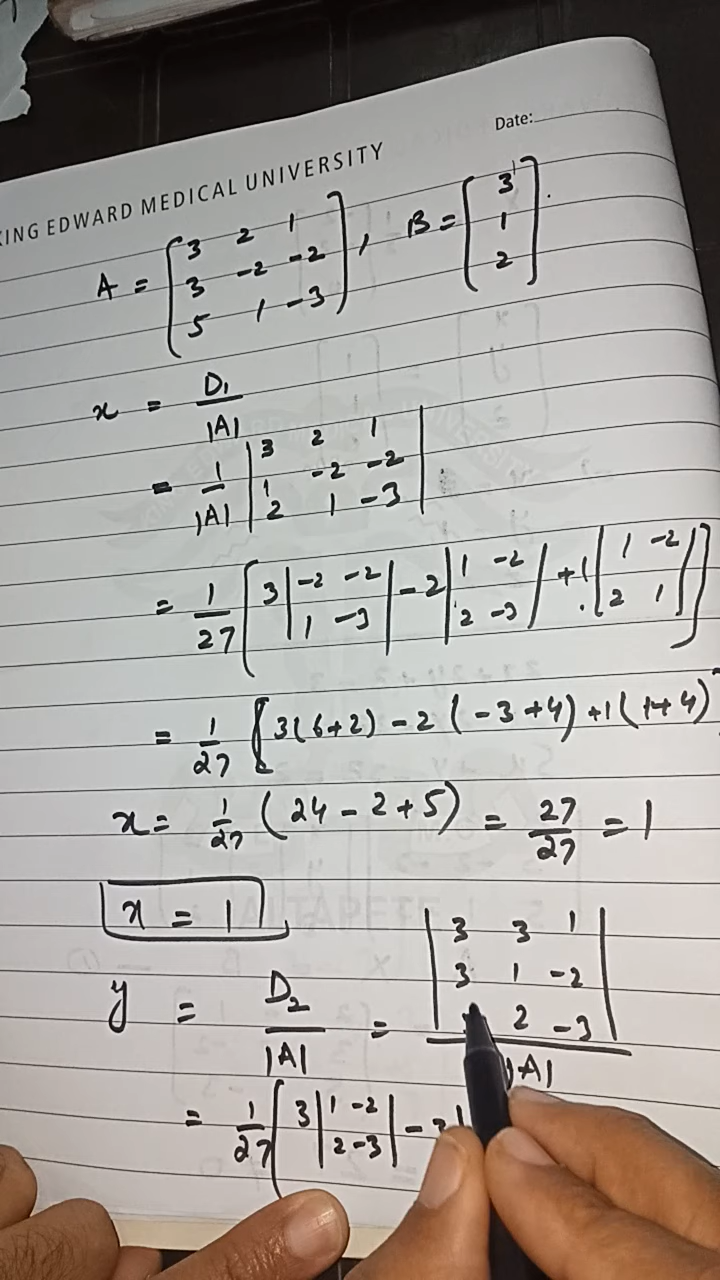 Date:
KING EDWARD MEDICAL UNIVERSITY
A = [3 2 1; 3 -2 -2; 5 1 -3], B = [3; 1; 2].
x = D₁/|A|
= 1/|A| |3 2 1; 1 -2 -2; 2 1 -3|
= 1/27 [3|-2 -2; 1 -3| - 2|1 -2; 2 -3| + 1|1 -2; 2 1|]
= 1/27 [3(6+2) - 2(-3+4) + 1(1+4)
x = 1/27 (24 - 2 + 5) = 27/27 = 1
x = 1
y = D₂/|A| = |3 3 1; 3 1 -2; 2 -3|/|A|
= 1/27 [3|1 -2; 2 -3| -